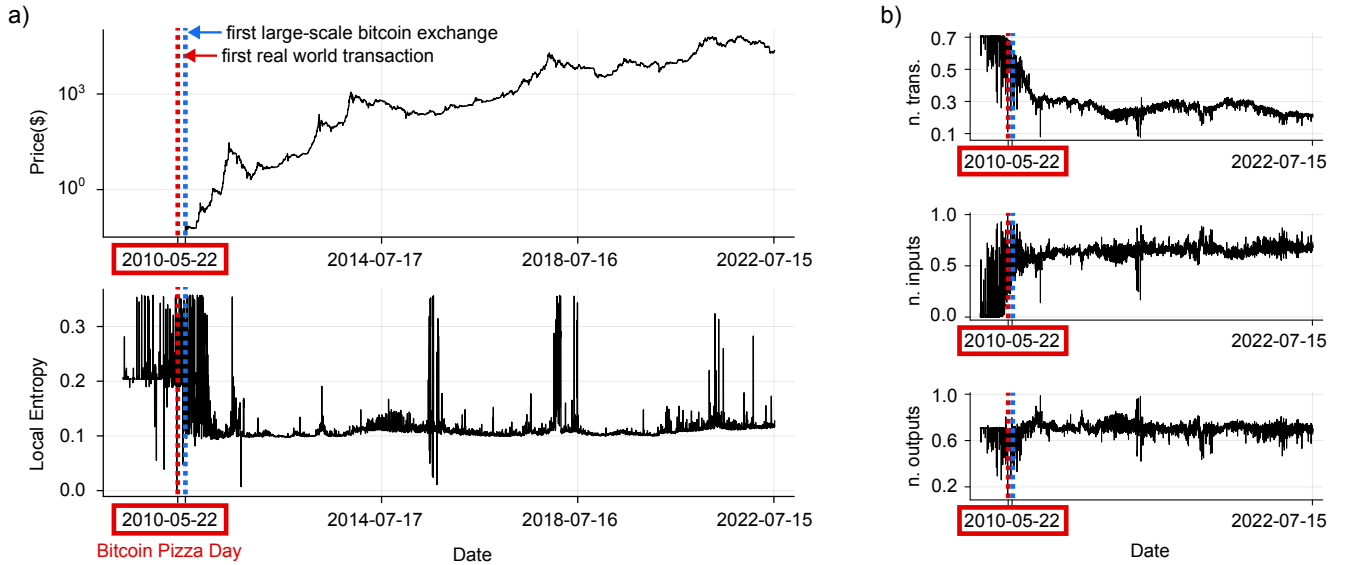 a)
first large-scale bitcoin exchange
first real world transaction
Price($)
10^3
10^0
2010-05-22
2014-07-17
2018-07-16
2022-07-15
Local Entropy
0.3
0.2
0.1
0.0
2010-05-22
2014-07-17
2018-07-16
2022-07-15
Bitcoin Pizza Day
Date
b)
n. trans.
0.7
0.5
0.3
0.1
2010-05-22
2022-07-15
n. inputs
1.0
0.5
0.0
2010-05-22
2022-07-15
n. outputs
1.0
0.6
0.2
2010-05-22
2022-07-15
Date